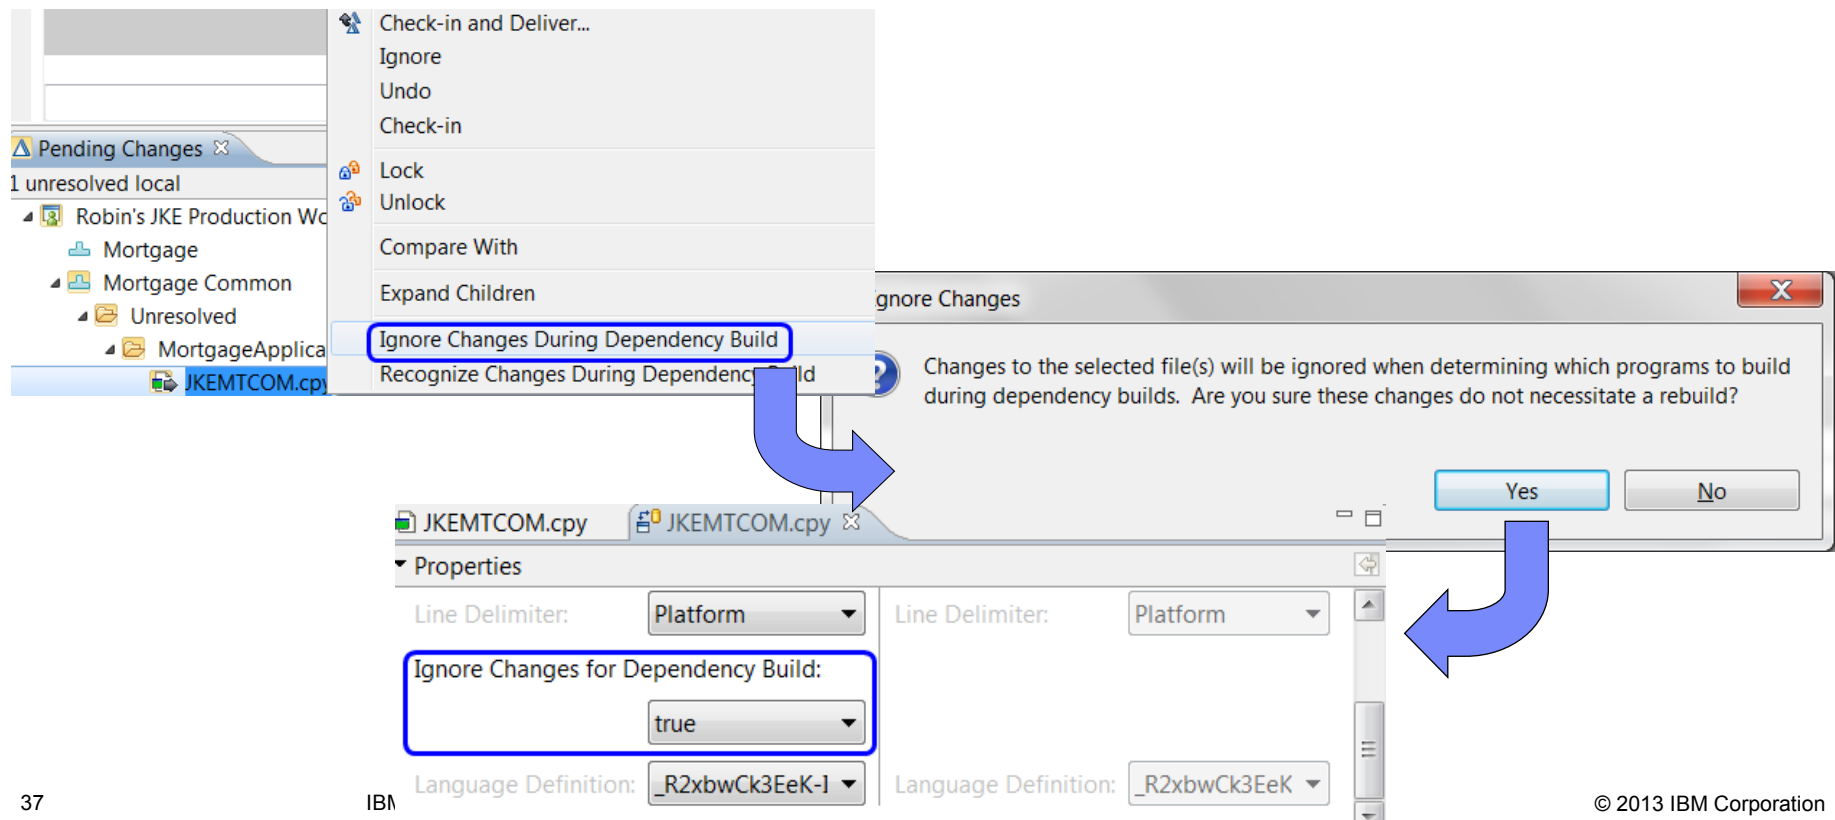 Check-in and Deliver...
Ignore
Undo
Check-in
Lock
Unlock
Compare With
Expand Children
Ignore Changes During Dependency Build
Recognize Changes During Dependency
Pending Changes
1 unresolved local
Robin's JKE Production
Mortgage
Mortgage Common
Unresolved
MortgageApplica
JKEMTCOM.cpy
gnore Changes
Changes to the selected file(s) will be ignored when determining which programs to build
during dependency builds. Are you sure these changes do not necessitate a rebuild?
Yes No
JKEMTCOM.cpy JKEMTCOM.cpy
Properties
Line Delimiter: Platform Line Delimiter: Platform
Ignore Changes for Dependency Build:
true
Language Definition: _R2xbwCk3EeK-I Language Definition: _R2xbwCk3EeK
37 IBM © 2013 IBM Corporation